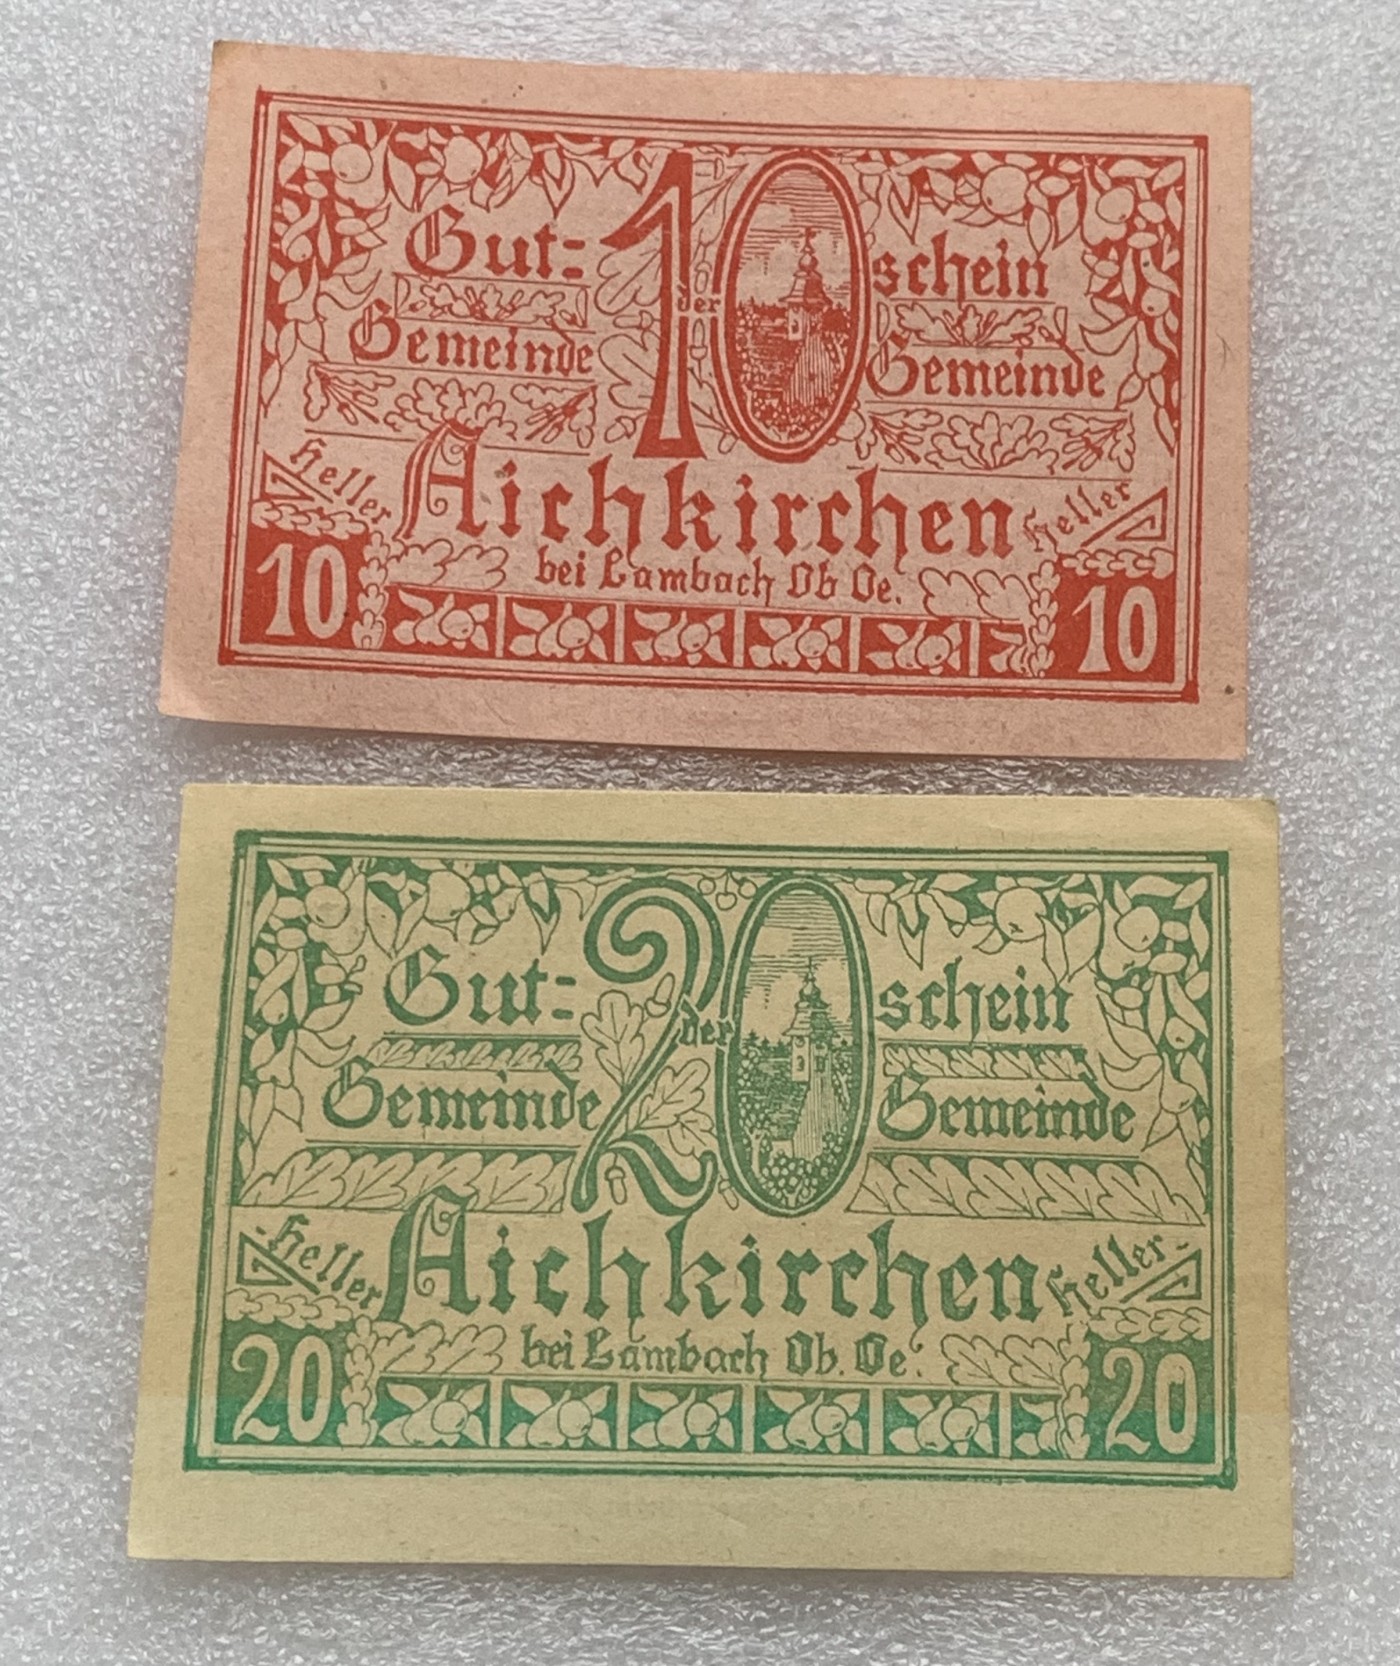 Gut= 10 schein
der
Gemeinde Gemeinde
Heller Aichkirchen Heller
bei Lambach Ob Oe.
10 10
Gut= 20 schein
der
Gemeinde Gemeinde
Heller Aichkirchen Heller
bei Lambach Ob. Oe.
20 20